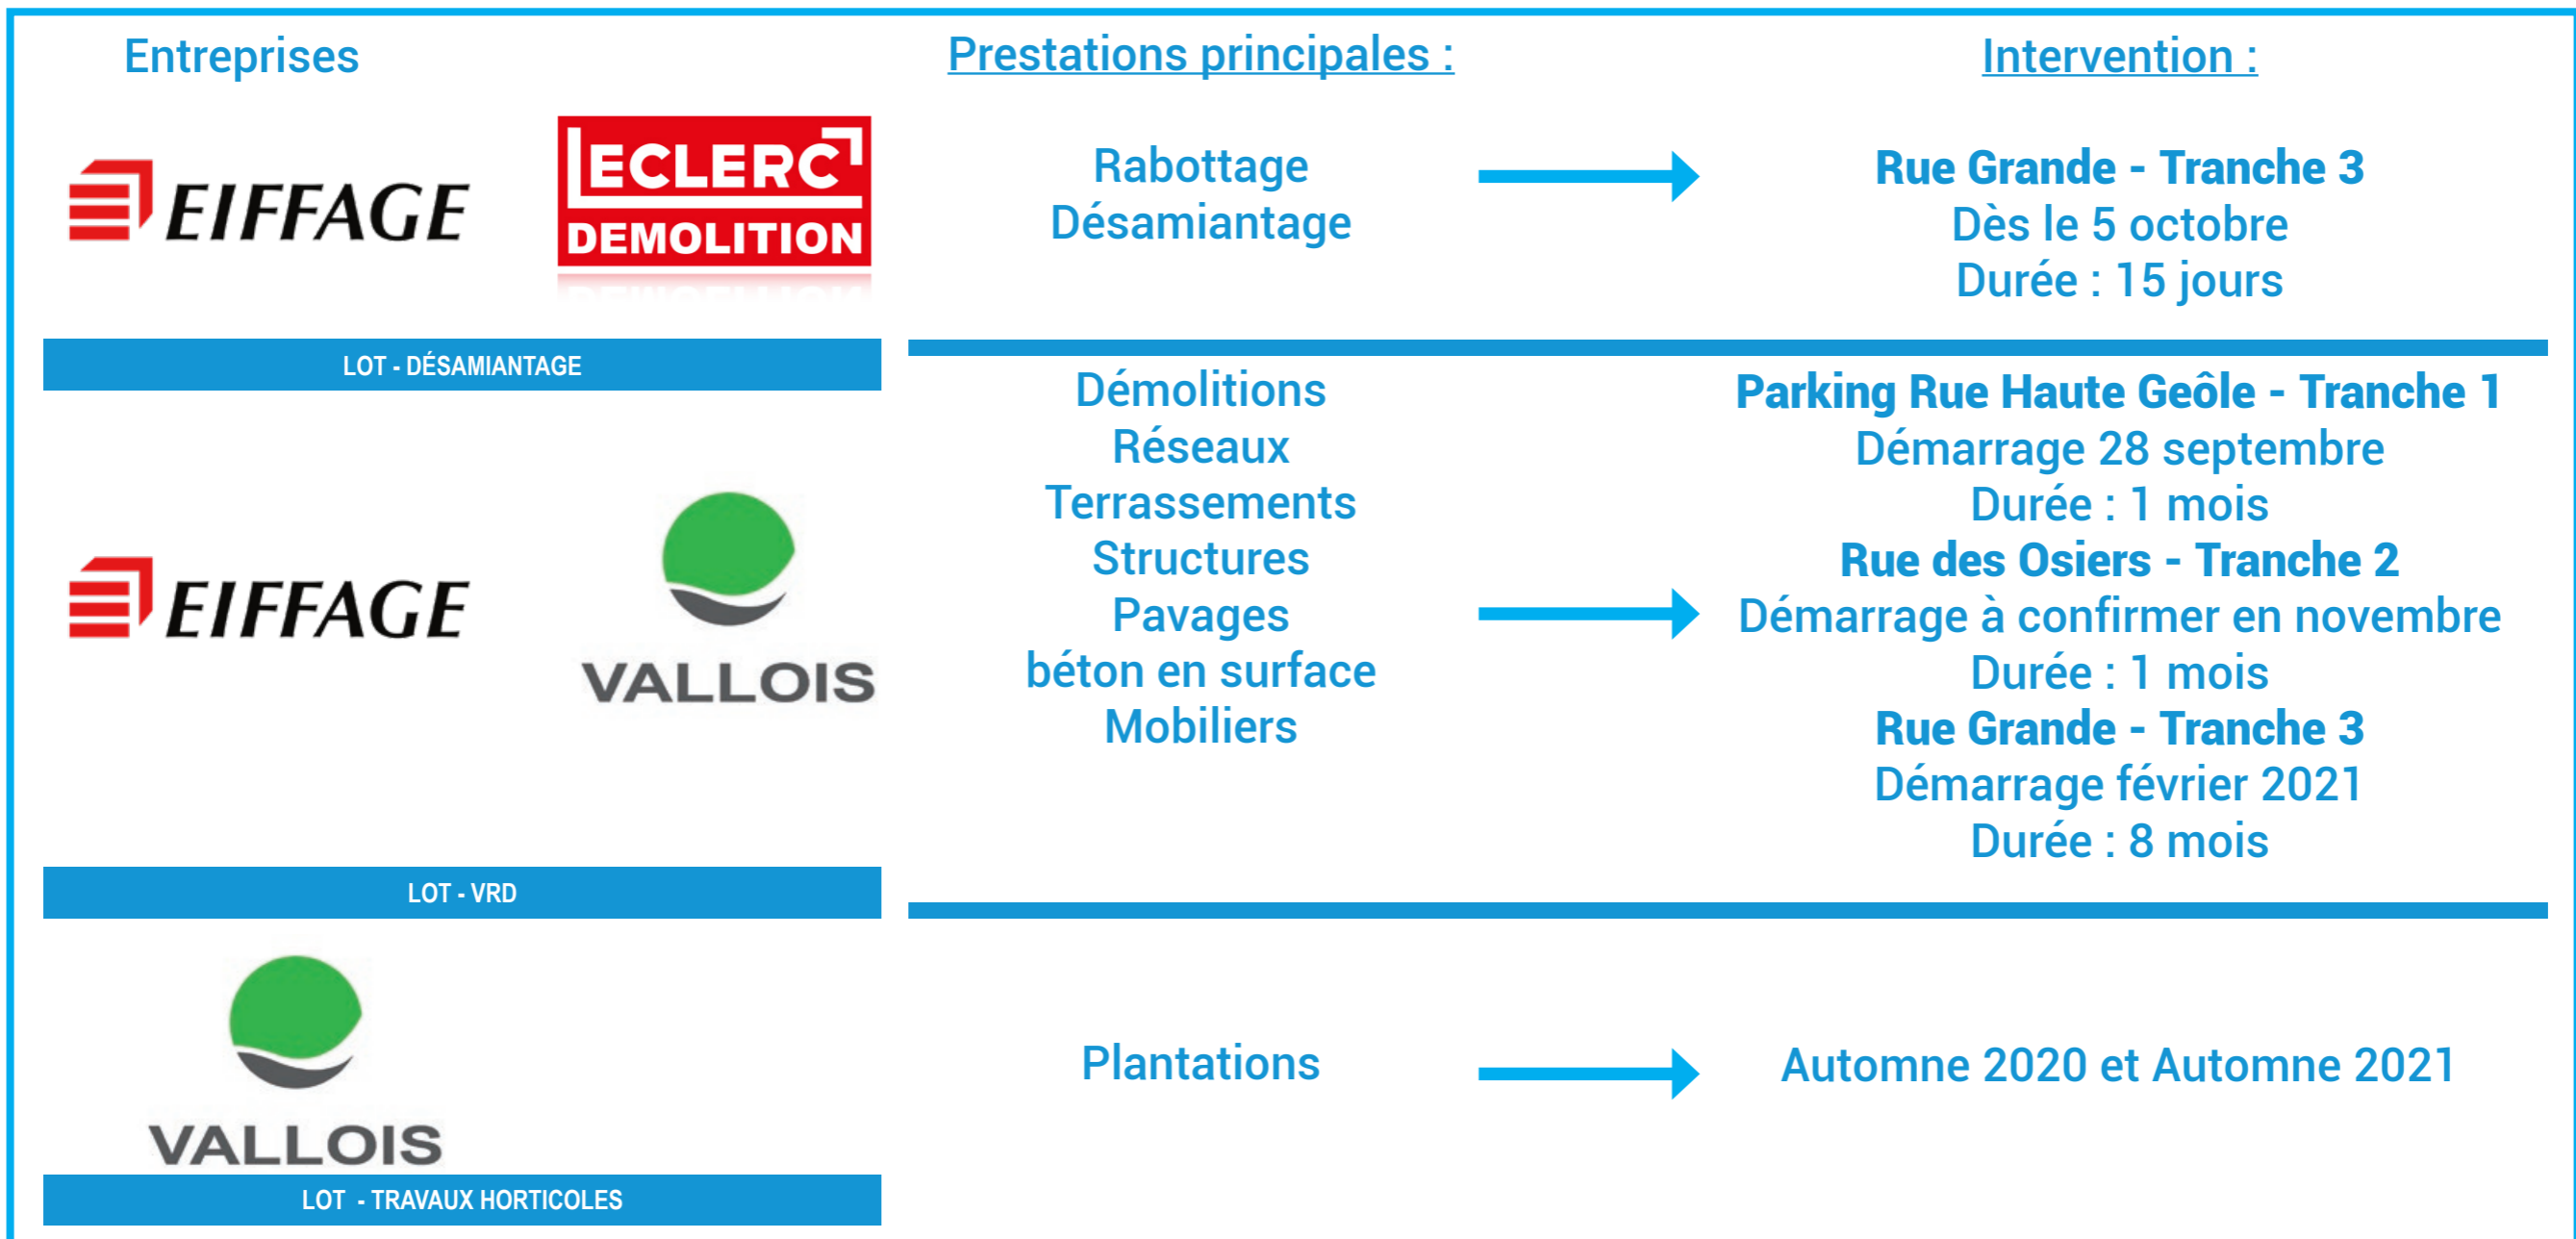 Entreprises
Prestations principales :
Intervention :
EIFFAGE
LECLERC
DEMOLITION
Rabottage
Désamiantage
Rue Grande - Tranche 3
Dès le 5 octobre
Durée : 15 jours
LOT - DÉSAMIANTAGE
EIFFAGE
VALLOIS
Démolitions
Réseaux
Terrassements
Structures
Pavages
béton en surface
Mobiliers
Parking Rue Haute Geôle - Tranche 1
Démarrage 28 septembre
Durée : 1 mois
Rue des Osiers - Tranche 2
Démarrage à confirmer en novembre
Durée : 1 mois
Rue Grande - Tranche 3
Démarrage février 2021
Durée : 8 mois
LOT - VRD
VALLOIS
Plantations
Automne 2020 et Automne 2021
LOT - TRAVAUX HORTICOLES